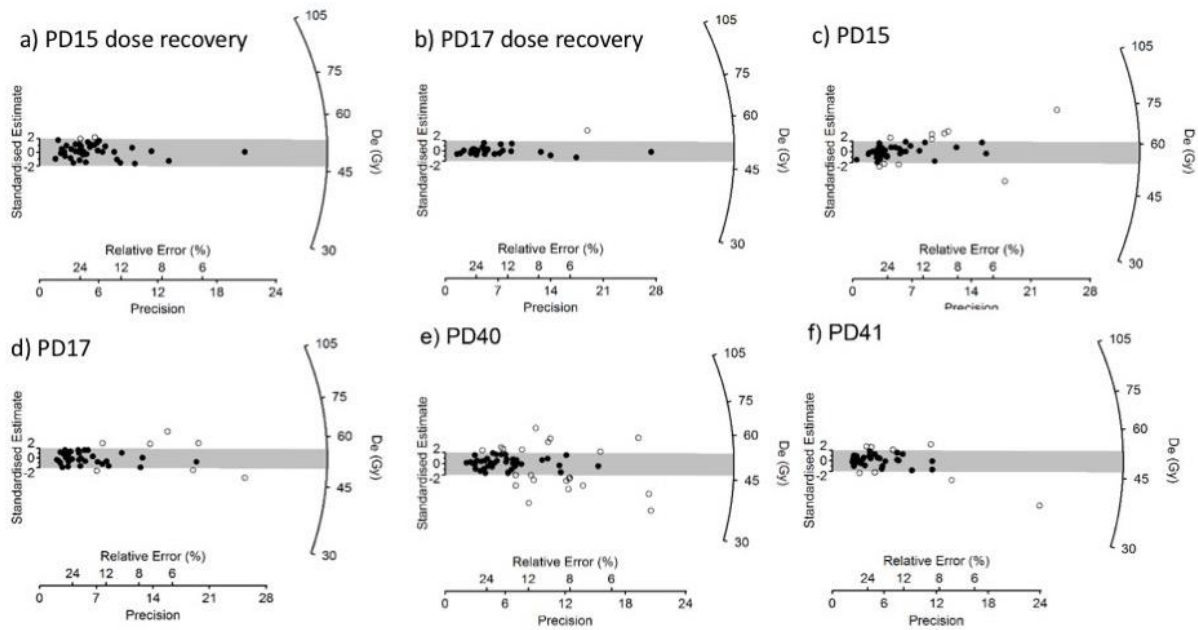 a) PD15 dose recovery
105
75
60
45
30
De (Gy)
Standardised Estimate
2
0
-2
Relative Error (%)
24 12 8 6
0 6 12 18 24
Precision
b) PD17 dose recovery
105
75
60
45
30
De (Gy)
Standardised Estimate
2
0
-2
Relative Error (%)
24 12 8 6
0 7 14 21 28
Precision
c) PD15
105
75
60
45
30
De (Gy)
Standardised Estimate
2
0
-2
Relative Error (%)
24 12 8 6
0 7 14 21 28
Precision
d) PD17
105
75
60
45
30
De (Gy)
Standardised Estimate
2
0
-2
Relative Error (%)
24 12 8 6
0 7 14 21 28
Precision
e) PD40
105
75
60
45
30
De (Gy)
Standardised Estimate
2
0
-2
Relative Error (%)
24 12 8 6
0 6 12 18 24
Precision
f) PD41
105
75
60
45
30
De (Gy)
Standardised Estimate
2
0
-2
Relative Error (%)
24 12 8 6
0 6 12 18 24
Precision